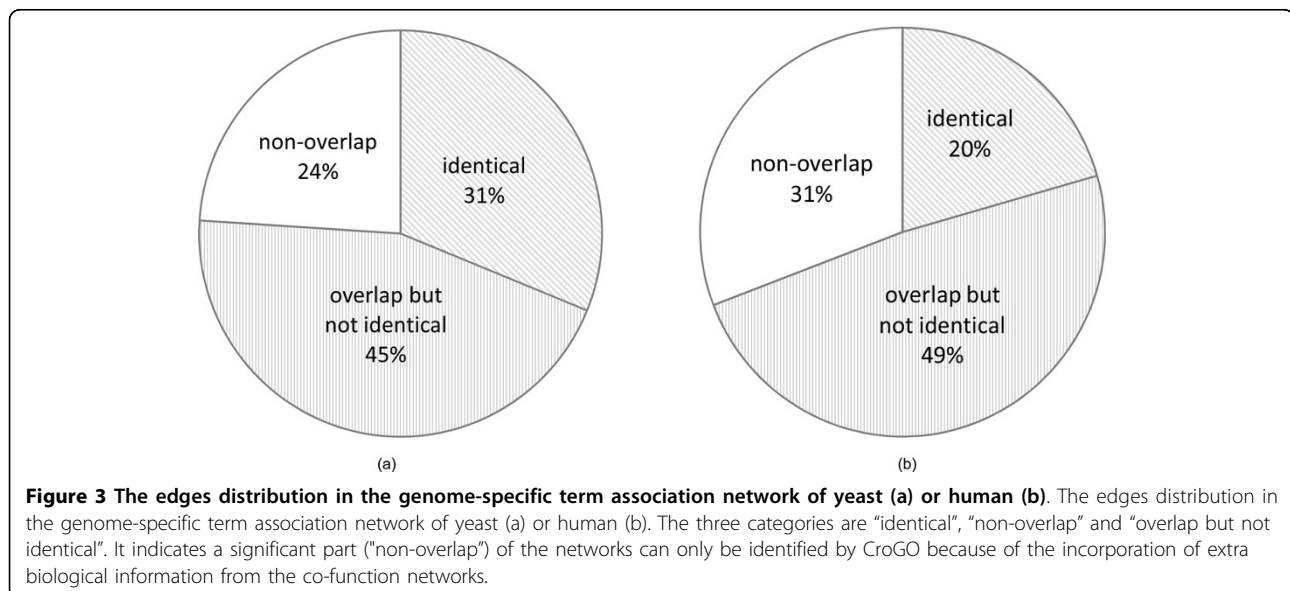 non-overlap
24%
identical
31%
overlap but
not identical
45%
(a)
non-overlap
31%
identical
20%
overlap but
not identical
49%
(b)
Figure 3 The edges distribution in the genome-specific term association network of yeast (a) or human (b). The edges distribution in
the genome-specific term association network of yeast (a) or human (b). The three categories are “identical”, “non-overlap” and “overlap but not
identical”. It indicates a significant part ("non-overlap”) of the networks can only be identified by CroGO because of the incorporation of extra
biological information from the co-function networks.